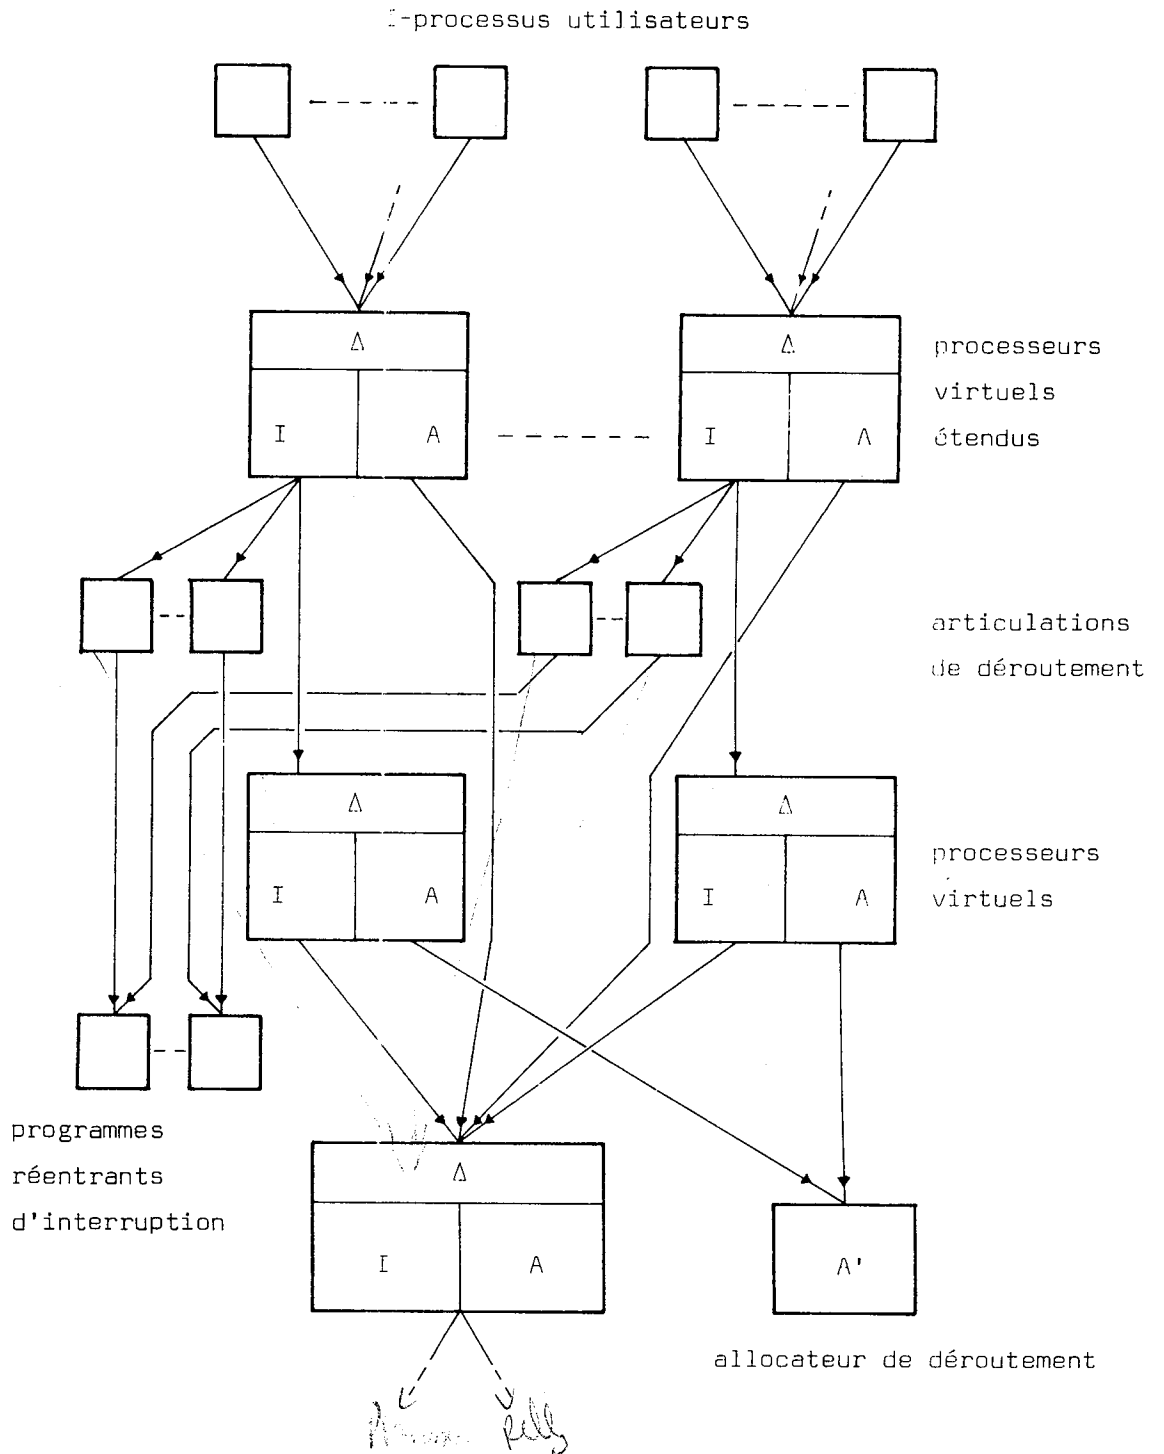 -processus utilisateurs
Δ
Δ
processeurs
virtuels
étendus
I
A
I
A
articulations
de déroutement
Δ
Δ
processeurs
virtuels
I
A
I
A
programmes
réentrants
d'interruption
Δ
I
A
A'
allocateur de déroutement